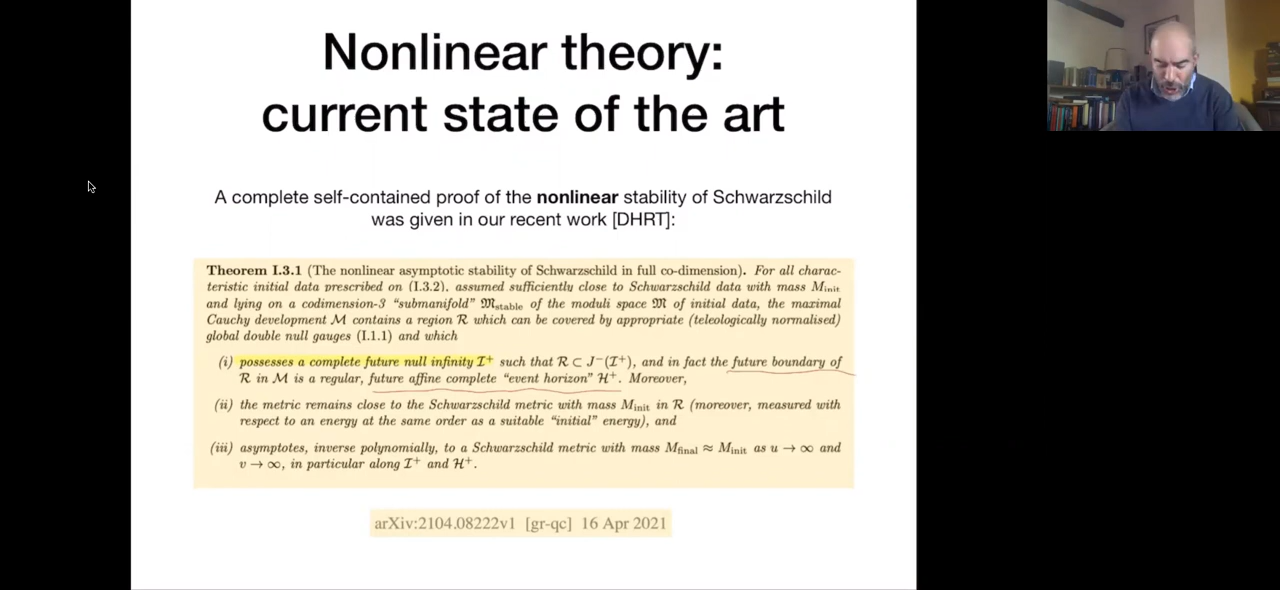 Nonlinear theory:
current state of the art
A complete self-contained proof of the nonlinear stability of Schwarzschild
was given in our recent work [DHRT]:
Theorem I.3.1 (The nonlinear asymptotic stability of Schwarzschild in full co-dimension). For all charac-
teristic initial data prescribed on (I.3.2), assumed sufficiently close to Schwarzschild data with mass M_init
and lying on a codimension-3 “submanifold” 𝔐_stable of the moduli space 𝔐 of initial data, the maximal
Cauchy development ℳ contains a region ℛ which can be covered by appropriate (teleologically normalised)
global double null gauges (I.1.1) and which
(i) possesses a complete future null infinity ℐ⁺ such that ℛ ⊂ J⁻(ℐ⁺), and in fact the future boundary of
ℛ in ℳ is a regular, future affine complete “event horizon” ℋ⁺. Moreover,
(ii) the metric remains close to the Schwarzschild metric with mass M_init in ℛ (moreover, measured with
respect to an energy at the same order as a suitable “initial” energy), and
(iii) asymptotes, inverse polynomially, to a Schwarzschild metric with mass M_final ≈ M_init as u → ∞ and
v → ∞, in particular along ℐ⁺ and ℋ⁺.
arXiv:2104.08222v1 [gr-qc] 16 Apr 2021